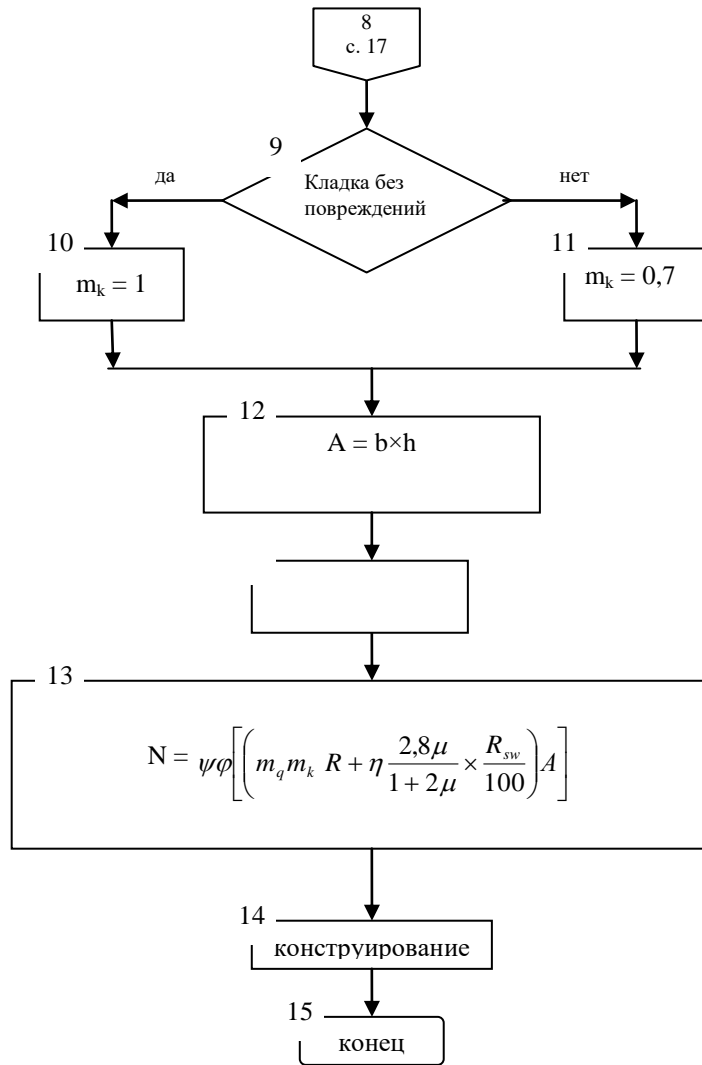 8
с. 17
9
Кладка без
повреждений
да
нет
10
m_k = 1
11
m_k = 0,7
12
A = b×h
13
N = ψφ[(m_q m_k R + η 2,8μ / 1 + 2μ × R_sw / 100) A]
14
конструирование
15
конец